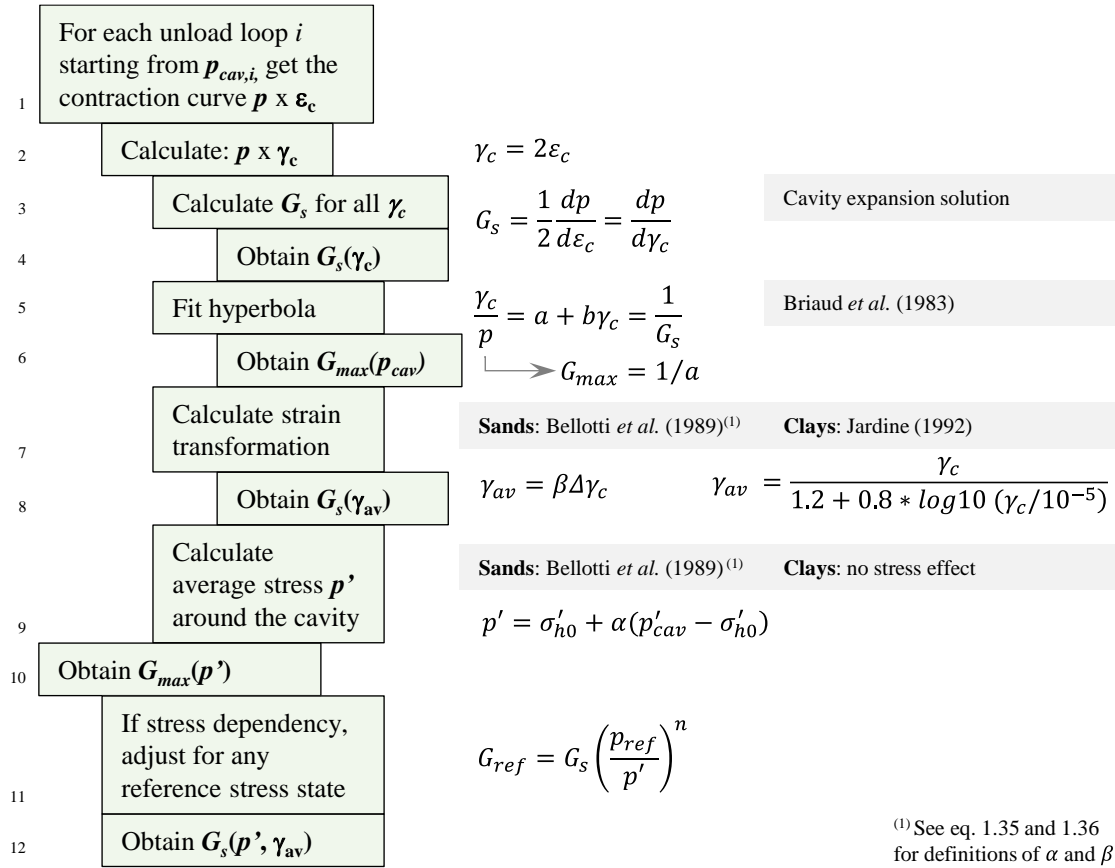 For each unload loop i
starting from p_cav,i, get the
1 contraction curve p x ε_c
2 Calculate: p x γ_c
γ_c = 2ε_c
3 Calculate G_s for all γ_c
G_s = 1/2 dp/dε_c = dp/dγ_c
Cavity expansion solution
4 Obtain G_s(γ_c)
5 Fit hyperbola
γ_c/p = a + bγ_c = 1/G_s
Briaud et al. (1983)
6 Obtain G_max(p_cav)
G_max = 1/a
Calculate strain
7 transformation
Sands: Bellotti et al. (1989)(1) Clays: Jardine (1992)
8 Obtain G_s(γ_av)
γ_av = βΔγ_c
γ_av = γ_c/(1.2 + 0.8 * log10 (γ_c/10^-5))
Calculate
average stress p'
9 around the cavity
Sands: Bellotti et al. (1989)(1) Clays: no stress effect
p' = σ'_h0 + α(p'_cav − σ'_h0)
10 Obtain G_max(p')
If stress dependency,
adjust for any
11 reference stress state
G_ref = G_s (p_ref/p')^n
12 Obtain G_s(p', γ_av)
(1) See eq. 1.35 and 1.36
for definitions of α and β